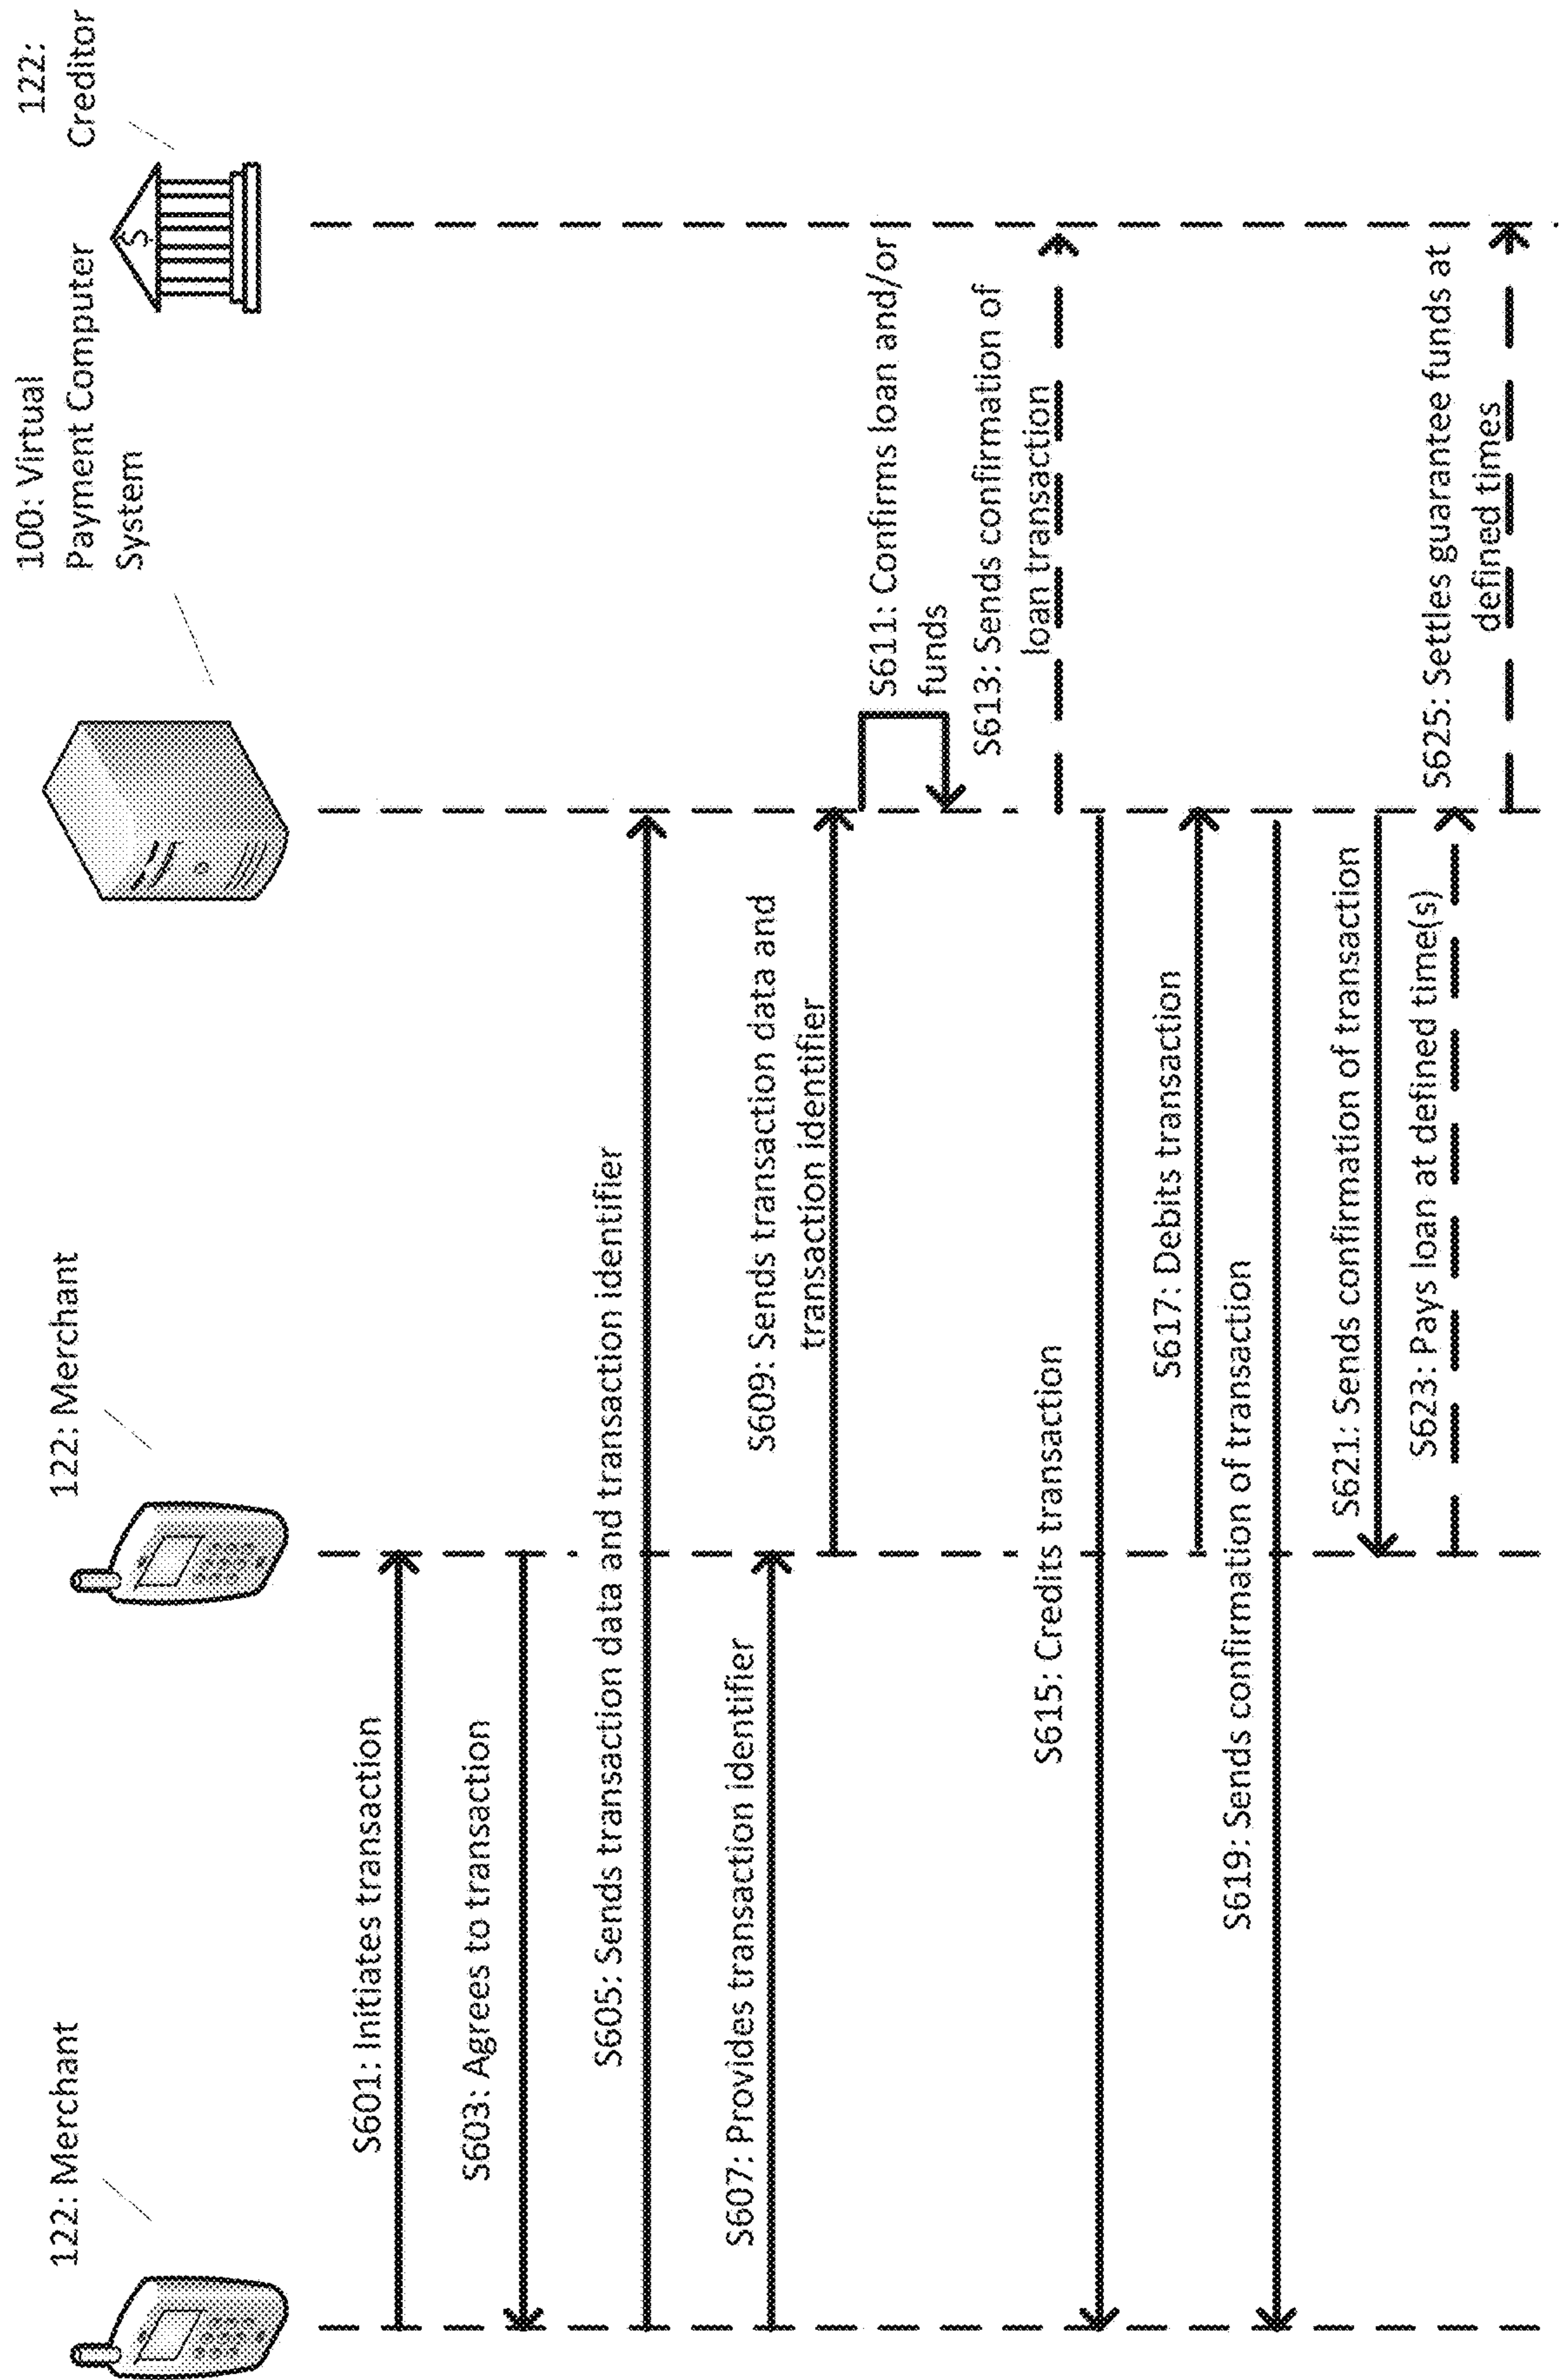 122: Merchant
122: Merchant
100: Virtual
Payment Computer
System
122:
Creditor
$
S601: Initiates transaction
S603: Agrees to transaction
S605: Sends transaction data and transaction identifier
S607: Provides transaction identifier
S609: Sends transaction data and
transaction identifier
S611: Confirms loan and/or
funds
S613: Sends confirmation of
loan transaction
S615: Credits transaction
S617: Debits transaction
S619: Sends confirmation of transaction
S621: Sends confirmation of transaction
S623: Pays loan at defined time(s)
S625: Settles guarantee funds at
defined times